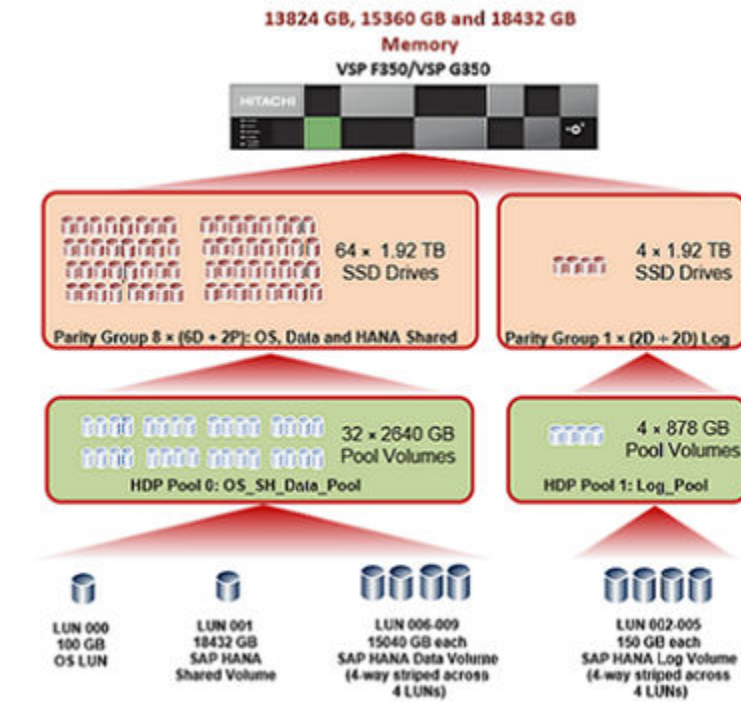 13824 GB, 15360 GB and 18432 GB
Memory
VSP F350/VSP G350
HITACHI
64 × 1.92 TB
SSD Drives
Parity Group 8 × (6D + 2P): OS, Data and HANA Shared
4 × 1.92 TB
SSD Drives
Parity Group 1 × (2D + 2D) Log
32 × 2640 GB
Pool Volumes
HDP Pool 0: OS_SH_Data_Pool
4 × 878 GB
Pool Volumes
HDP Pool 1: Log_Pool
LUN 000
100 GB
OS LUN
LUN 001
18432 GB
SAP HANA
Shared Volume
LUN 006-009
15040 GB each
SAP HANA Data Volume
(4-way striped across
4 LUNs)
LUN 002-005
150 GB each
SAP HANA Log Volume
(4-way striped across
4 LUNs)